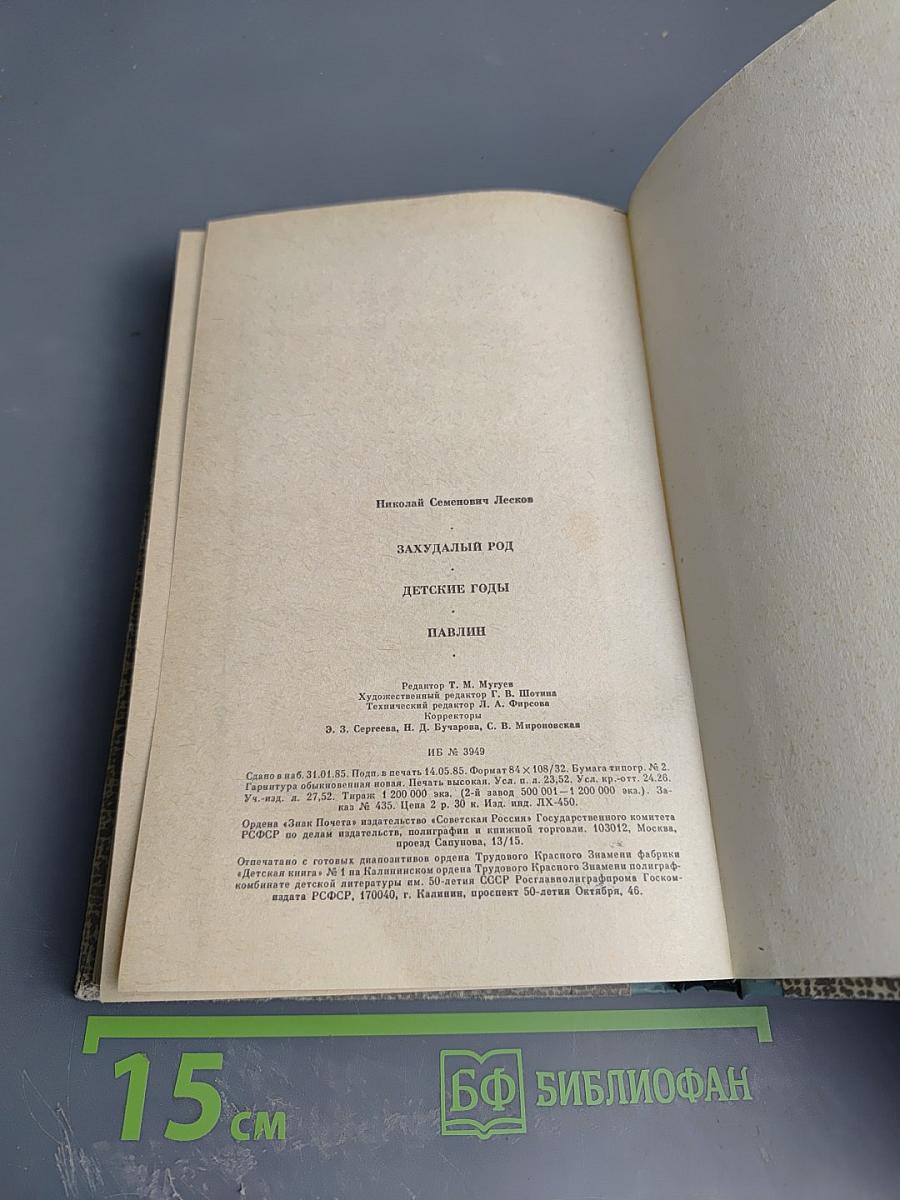 Николай Семенович Лесков
ЗАХУДАЛЫЙ РОД
ДЕТСКИЕ ГОДЫ
ПАВЛИН
Редактор Т. М. Мугуев
Художественный редактор Г. В. Шотина
Технический редактор Л. А. Фирсова
Корректоры
Э. З. Сергеева, Н. Д. Бучарова, С. В. Мироновская
ИБ № 3949
Сдано в наб. 31.01.85. Подп. в печать 14.05.85. Формат 84×108/32. Бумага типогр. № 2.
Гарнитура обыкновенная новая. Печать высокая. Усл. п. л. 23,52. Усл. кр.-отт. 24.26.
Уч.-изд. л. 27,52. Тираж 1 200 000 экз. (2-й завод 500 001—1 200 000 экз.). За-
каз № 435. Цена 2 р. 30 к. Изд. инд. ЛХ-450.
Ордена «Знак Почета» издательство «Советская Россия» Государственного комитета
РСФСР по делам издательств, полиграфии и книжной торговли. 103012, Москва,
проезд Сапунова, 13/15.
Отпечатано с готовых диапозитивов ордена Трудового Красного Знамени фабрики
«Детская книга» № 1 на Калининском ордена Трудового Красного Знамени полиграф-
комбинате детской литературы им. 50-летия СССР Росглавполиграфпрома Госком-
издата РСФСР, 170040, г. Калинин, проспект 50-летия Октября, 46.
15 см
БФ БИБЛИОФАН